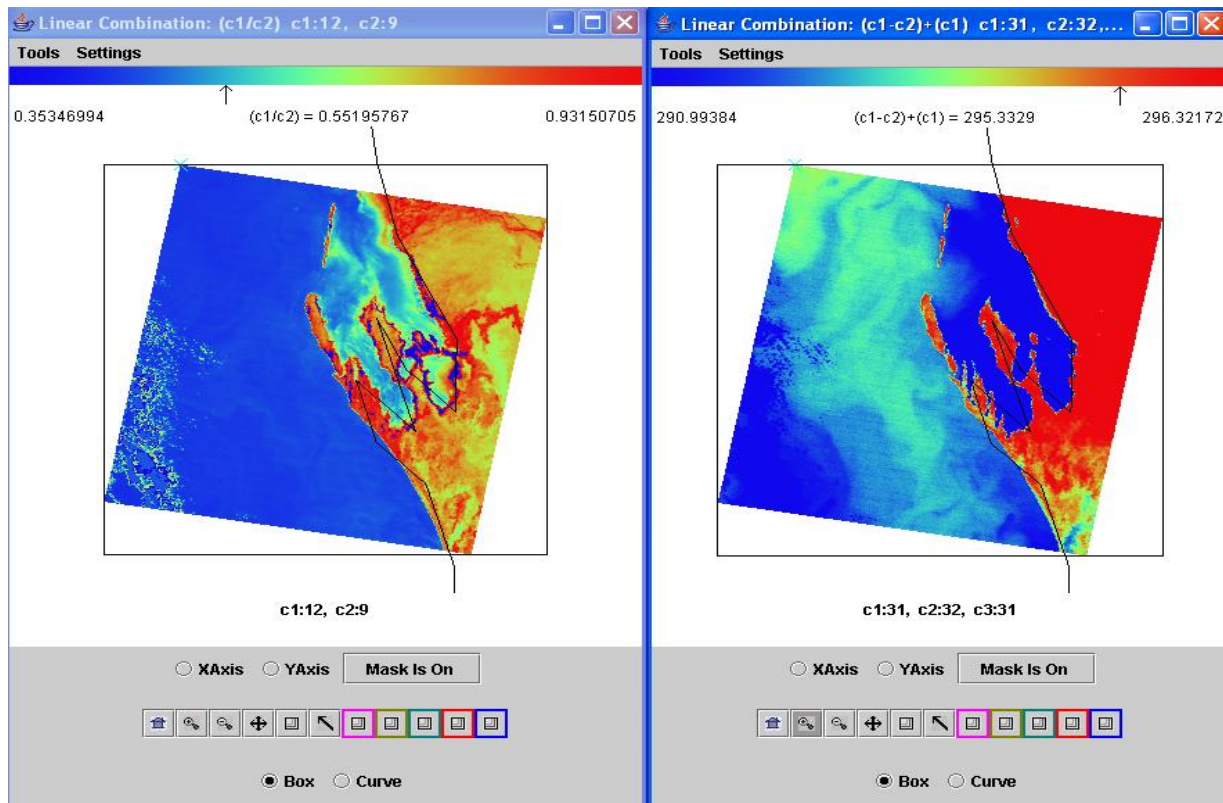 Linear Combination: (c1/c2) c1:12, c2:9
Tools Settings
0.35346994 (c1/c2) = 0.55195767 0.93150705
c1:12, c2:9
XAxis YAxis Mask Is On
Box Curve
Linear Combination: (c1-c2)+(c1) c1:31, c2:32,...
Tools Settings
290.99384 (c1-c2)+(c1) = 295.3329 296.32172
c1:31, c2:32, c3:31
XAxis YAxis Mask Is On
Box Curve